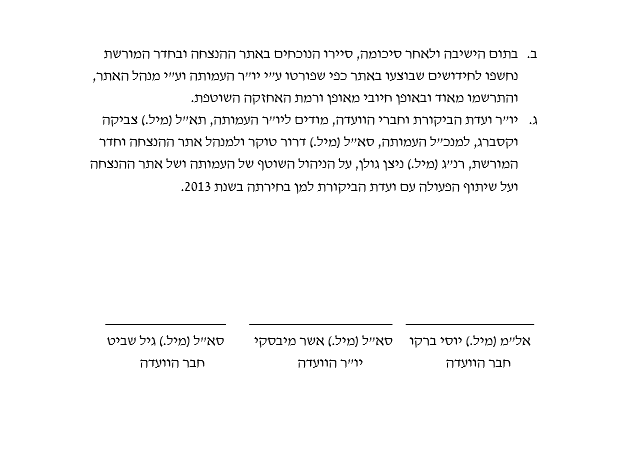 ב. בתום הישיבה ולאחר סיכומה, סיירו הנוכחים באתר ההנצחה ובחדר המורשת
נחשפו לחידושים שבוצעו באתר כפי שפורטו ע״י יו״ר העמותה וע״י מנהל האתר,
והתרשמו מאוד ובאופן חיובי מאופן ורמת האחזקה השוטפת.
ג. יו״ר ועדת הביקורת וחברי הוועדה, מודים ליו״ר העמותה, תא״ל (מיל.) צביקה
וקסברג, למנכ״ל העמותה, סא״ל (מיל.) דרור טוקר ולמנהל אתר ההנצחה וחדר
המורשת, רנ״ג (מיל.) ניצן גולן, על הניהול השוטף של העמותה ושל אתר ההנצחה
ועל שיתוף הפעולה עם ועדת הביקורת למן בחירתה בשנת 2013.
אל״מ (מיל.) יוסי ברקו סא״ל (מיל.) אשר מיבסקי סא״ל (מיל.) גיל שביט
חבר הוועדה יו״ר הוועדה חבר הוועדה